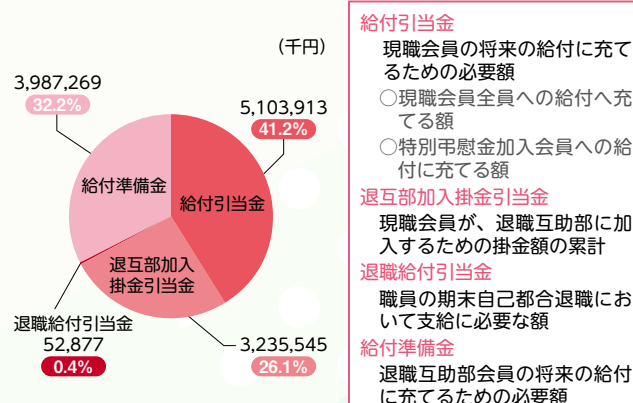 (千円)
3,987,269
32.2%
5,103,913
41.2%
給付準備金
給付引当金
退互部加入
掛金引当金
退職給付引当金
52,877
0.4%
3,235,545
26.1%
給付引当金
現職会員の将来の給付に充て
るための必要額
○現職会員全員への給付へ充
てる額
○特別弔慰金加入会員への給
付に充てる額
退互部加入掛金引当金
現職会員が、退職互助部に加
入するための掛金額の累計
退職給付引当金
職員の期末自己都合退職にお
いて支給に必要な額
給付準備金
退職互助部会員の将来の給付
に充てるための必要額